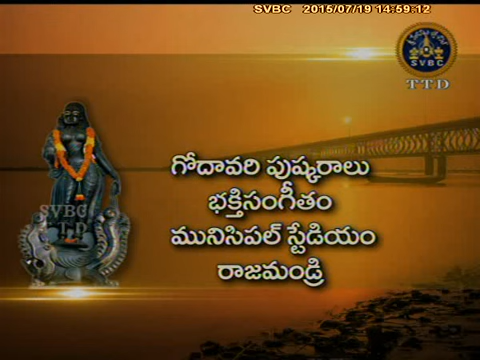 SVBC 2015/07/19 14:59:12
SVBC
TTD
గోదావరి పుష్కరాలు
భక్తిసంగీతం
మునిసిపల్ స్టేడియం
రాజమండ్రి
SVBC
TTD